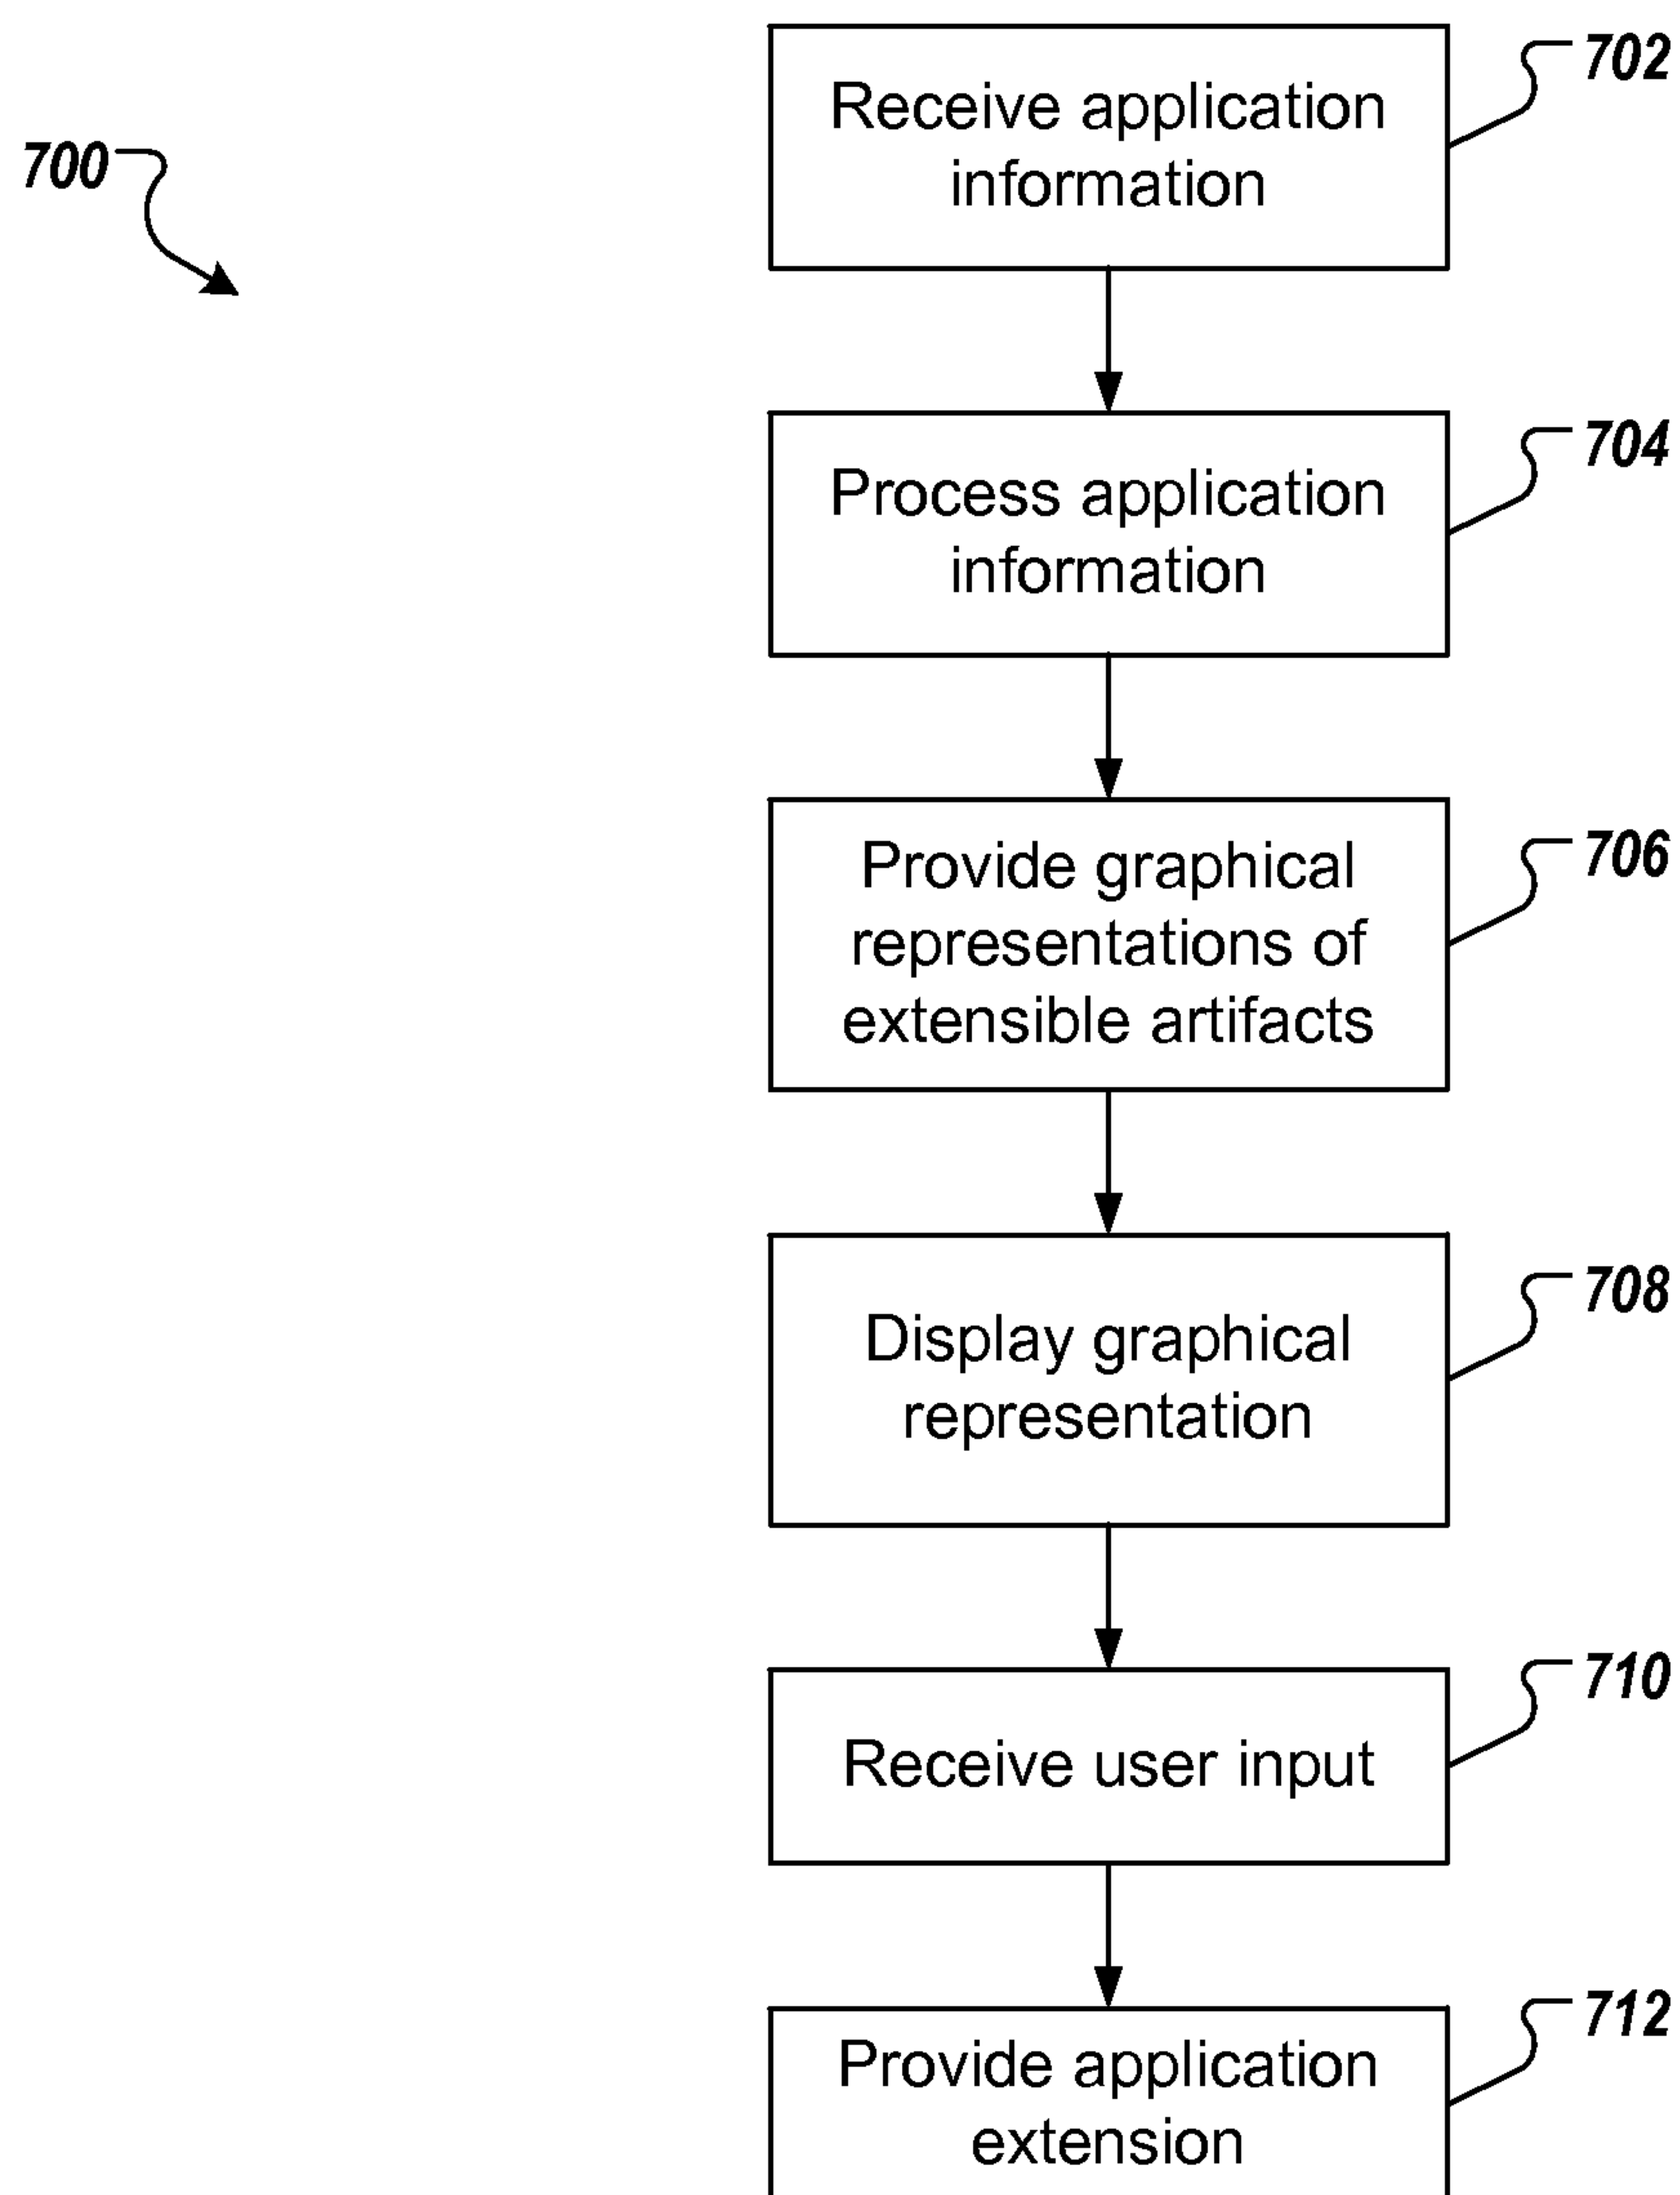 702
Receive application
information
700
704
Process application
information
706
Provide graphical
representations of
extensible artifacts
708
Display graphical
representation
710
Receive user input
712
Provide application
extension